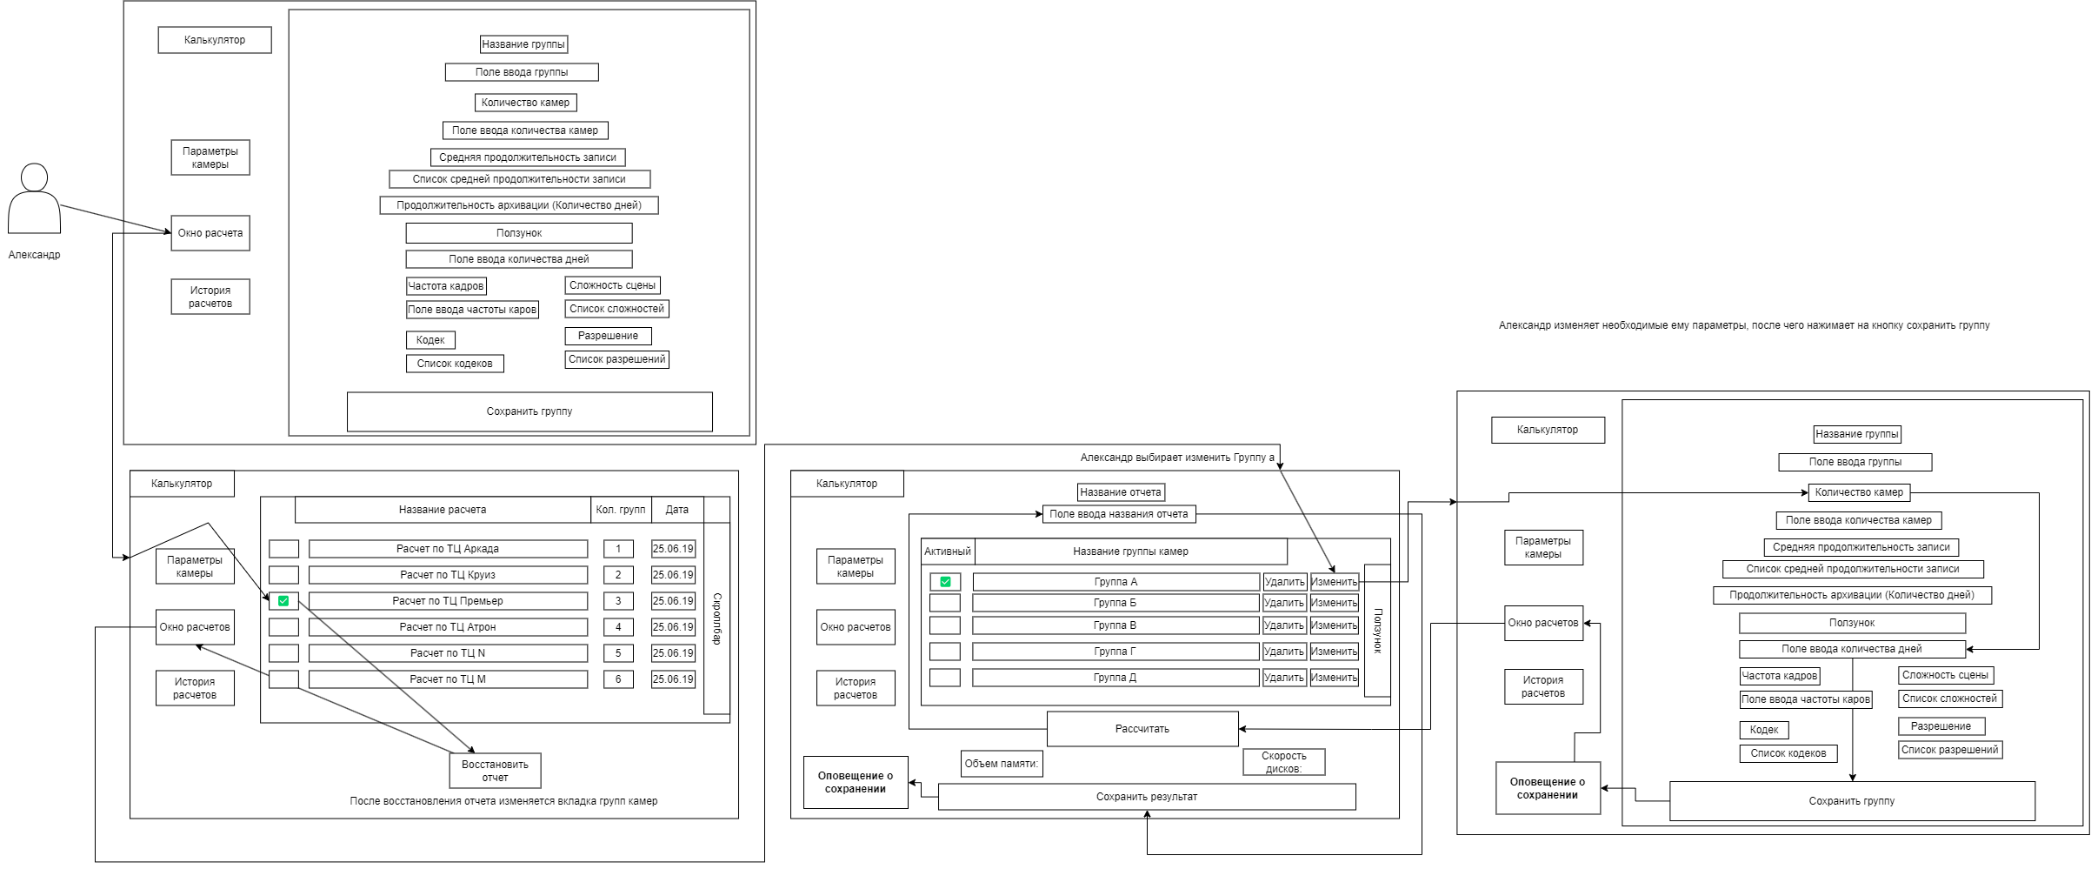 Калькулятор
Название группы
Поле ввода группы
Количество камер
Поле ввода количества камер
Параметры
камеры
Средняя продолжительность записи
Список средней продолжительности записи
Продолжительность архивации (Количество дней)
Окно расчета
Ползунок
Александр
Поле ввода количества дней
История
расчетов
Частота кадров
Сложность сцены
Поле ввода частоты каров
Список сложностей
Кодек
Разрешение
Список кодеков
Список разрешений
Сохранить группу
Калькулятор
Название расчета
Кол. групп
Дата
Параметры
камеры
Окно расчетов
История
расчетов
Расчет по ТЦ Аркада
1
25.06.19
Расчет по ТЦ Круиз
2
25.06.19
Расчет по ТЦ Премьер
3
25.06.19
Расчет по ТЦ Атрон
4
25.06.19
Расчет по ТЦ N
5
25.06.19
Расчет по ТЦ М
6
25.06.19
Скроллбар
Восстановить
отчет
После восстановления отчета изменяется вкладка групп камер
Александр выбирает изменить Группу а
Калькулятор
Название отчета
Поле ввода названия отчета
Параметры
камеры
Окно расчетов
История
расчетов
Активный
Название группы камер
Группа А
Удалить
Изменить
Группа Б
Удалить
Изменить
Группа В
Удалить
Изменить
Группа Г
Удалить
Изменить
Группа Д
Удалить
Изменить
Ползунок
Рассчитать
Объем памяти:
Скорость
дисков:
Оповещение о
сохранении
Сохранить результат
Александр изменяет необходимые ему параметры, после чего нажимает на кнопку сохранить группу
Калькулятор
Название группы
Поле ввода группы
Количество камер
Поле ввода количества камер
Параметры
камеры
Средняя продолжительность записи
Список средней продолжительности записи
Продолжительность архивации (Количество дней)
Окно расчетов
Ползунок
Поле ввода количества дней
История
расчетов
Частота кадров
Сложность сцены
Поле ввода частоты каров
Список сложностей
Кодек
Разрешение
Список кодеков
Список разрешений
Оповещение о
сохранении
Сохранить группу